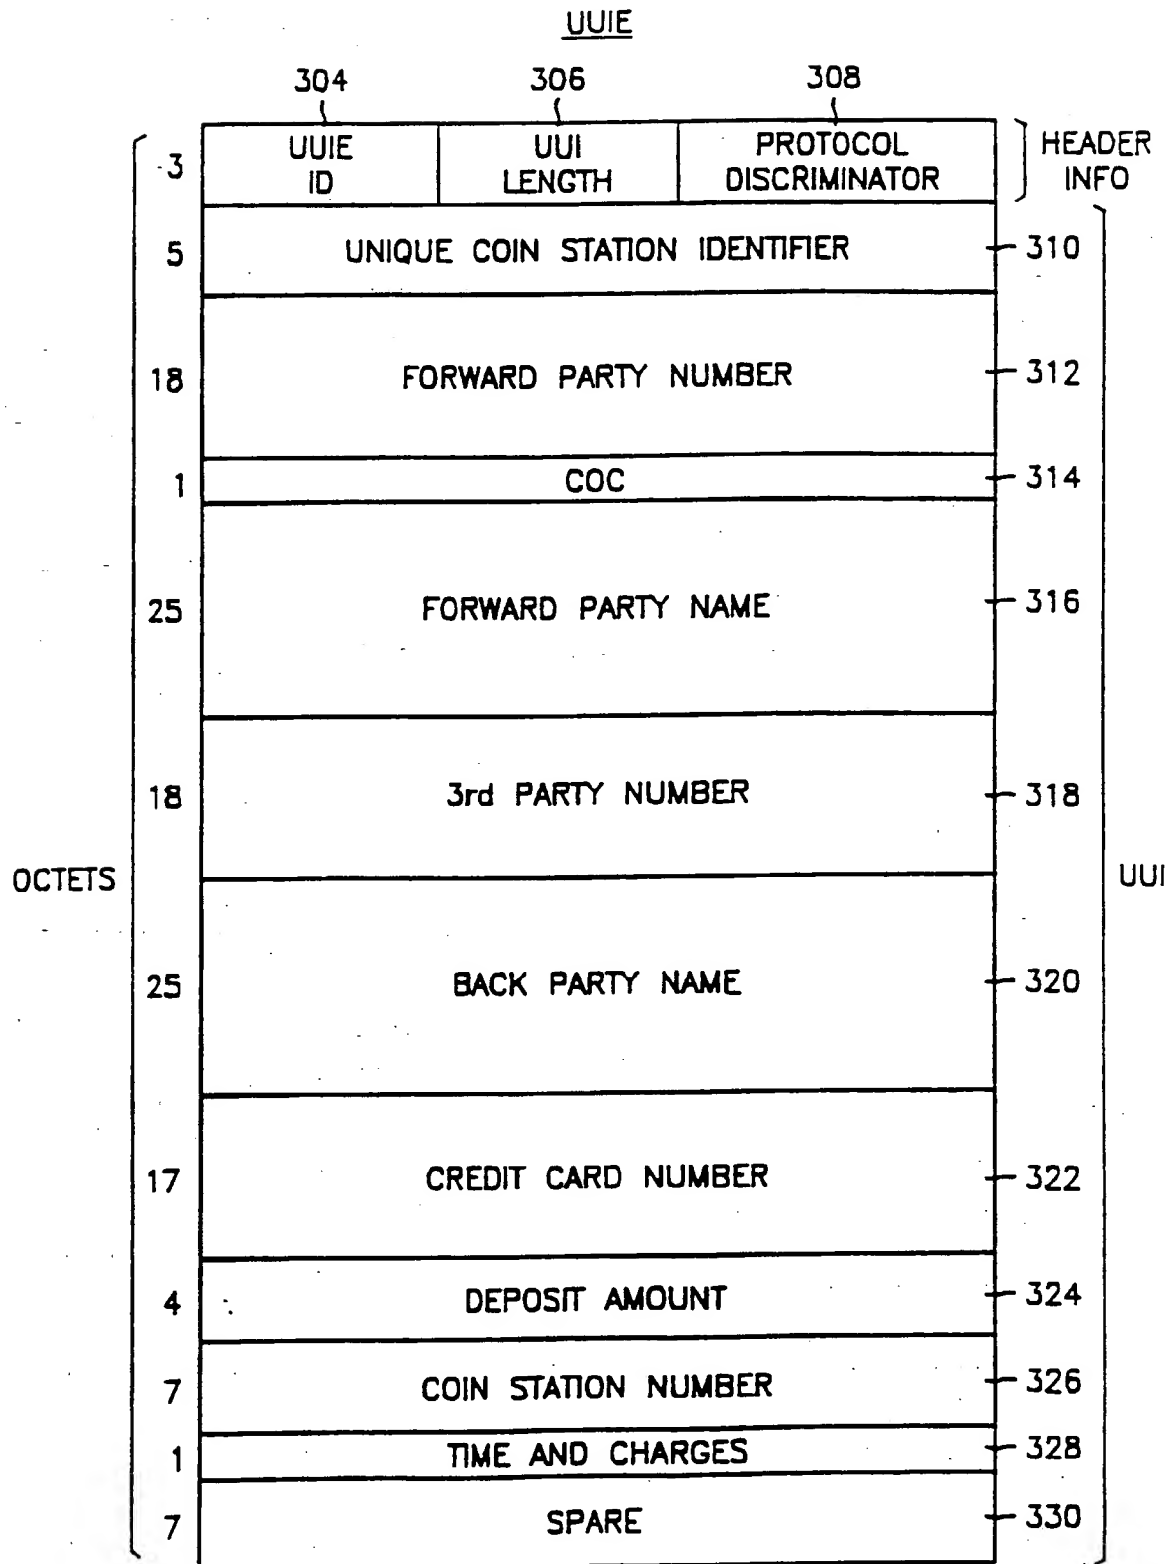 UUIE
304 306 308
3 UUIE ID UUI LENGTH PROTOCOL DISCRIMINATOR HEADER INFO
5 UNIQUE COIN STATION IDENTIFIER 310
18 FORWARD PARTY NUMBER 312
1 COC 314
25 FORWARD PARTY NAME 316
18 3rd PARTY NUMBER 318
OCTETS UUI
25 BACK PARTY NAME 320
17 CREDIT CARD NUMBER 322
4 DEPOSIT AMOUNT 324
7 COIN STATION NUMBER 326
1 TIME AND CHARGES 328
7 SPARE 330